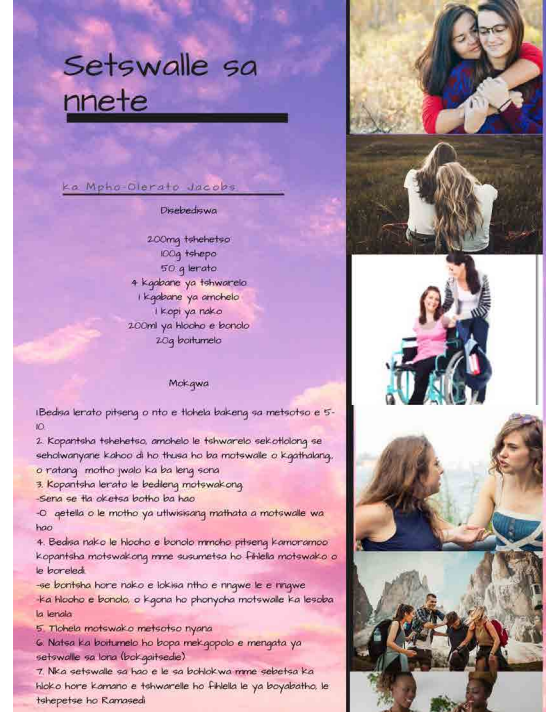 Setswalle sa
nnete
ka Mpho-Olerato Jacobs
Disebediswa
200mg tshehetso
100g tshepo
50 g lerato
4 kgabane ya tshwarelo
1 kgabane ya amohelo
1 kopi ya nako
200ml ya hlooho e bonolo
20g boitumelo
Mokgwa
1.Bedisa lerato pitseng o nto e tlohela bakeng sa metsotso e 5-
10.
2. Kopantsha tshehetso, amohelo le tshwarelo sekotlolong se
seholwanyane kahoo di ho thusa ho ba motswalle o kgathalang,
o ratang motho jwalo ka ba leng sona
3. Kopantsha lerato le bedileng motswakong
-Sena se tla oketsa botho ba hao
-O qetella o le motho ya utlwisisang mathata a motswalle wa
hao
4. Bedisa nako le hlooho e bonolo mmoho pitseng kamoramoo
kopantsha motswakong mme susumetsa ho fihlella motswako o
le boreledi.
-se bontsha hore nako e lokisa ntho e nngwe le e nngwe
-ka hlooho e bonolo, o kgona ho phonyoha motswalle ka lesoba
la lenala
5. Tlohela motswako metsotso nyana
6. Natsa ka boitumelo ho bopa mekgopolo e mengata ya
setswalle sa lona (bokgaitsedie)
7. Nka setswalle sa hao e le sa bohlokwa mme sebetsa ka
hloko hore kamano e tshwarelle ho fihlella le ya boyabatho, le
tshepetse ho Ramasedi